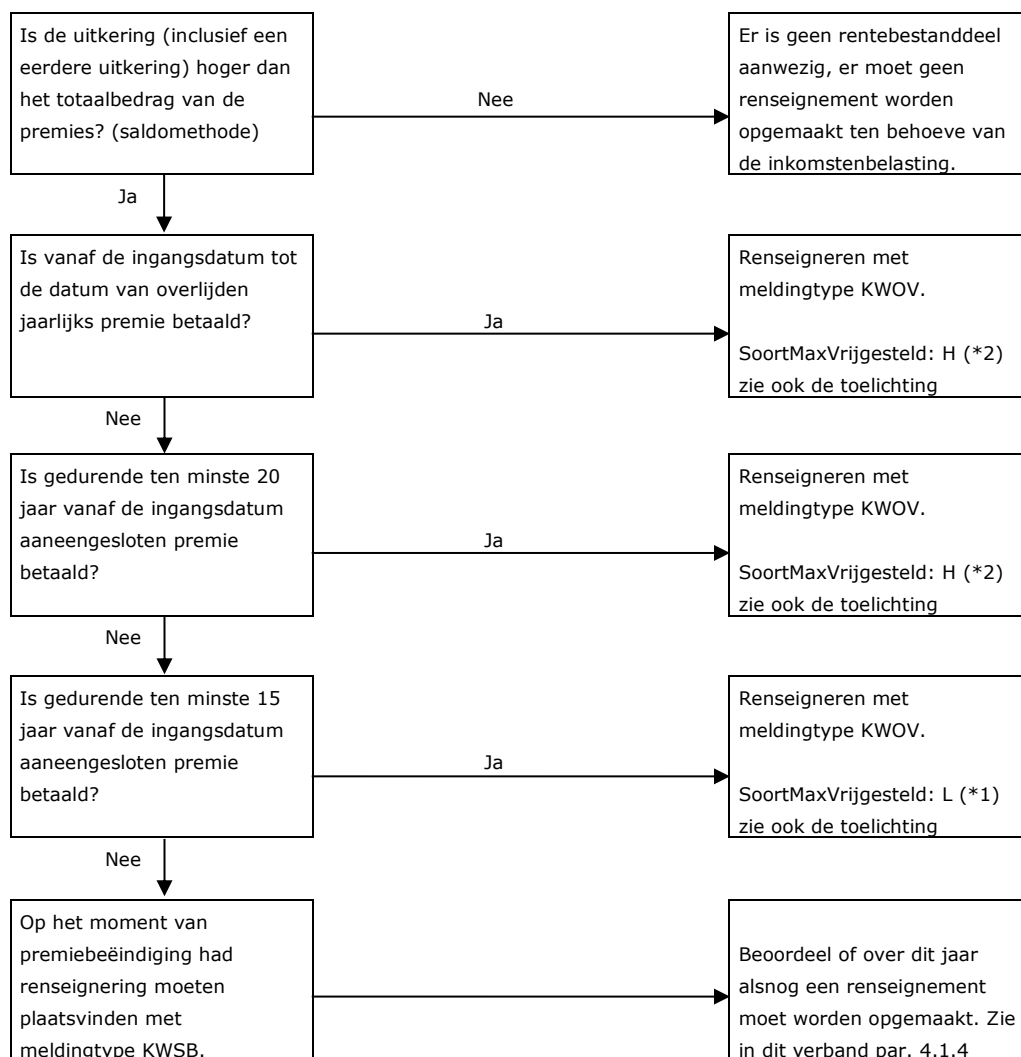 Is de uitkering (inclusief een
eerdere uitkering) hoger dan
het totaalbedrag van de
premies? (saldomethode)
Nee
Er is geen rentebestanddeel
aanwezig, er moet geen
renseignement worden
opgemaakt ten behoeve van
de inkomstenbelasting.
Ja
Is vanaf de ingangsdatum tot
de datum van overlijden
jaarlijks premie betaald?
Ja
Renseigneren met
meldingtype KWOV.
SoortMaxVrijgesteld: H (*2)
zie ook de toelichting
Nee
Is gedurende ten minste 20
jaar vanaf de ingangsdatum
aaneengesloten premie
betaald?
Ja
Renseigneren met
meldingtype KWOV.
SoortMaxVrijgesteld: H (*2)
zie ook de toelichting
Nee
Is gedurende ten minste 15
jaar vanaf de ingangsdatum
aaneengesloten premie
betaald?
Ja
Renseigneren met
meldingtype KWOV.
SoortMaxVrijgesteld: L (*1)
zie ook de toelichting
Nee
Op het moment van
premiebeëindiging had
renseignering moeten
plaatsvinden met
meldingtype KWSB.
Beoordeel of over dit jaar
alsnog een renseignement
moet worden opgemaakt. Zie
in dit verband par. 4.1.4